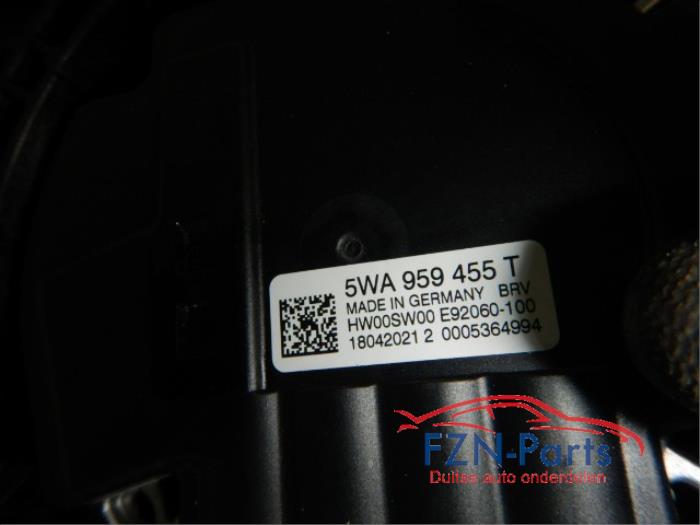 5WA 959 455 T
MADE IN GERMANY BRV
HW00SW00 E92060-100
18042021 2 0005364994
FZN-Parts
Duitse auto onderdelen